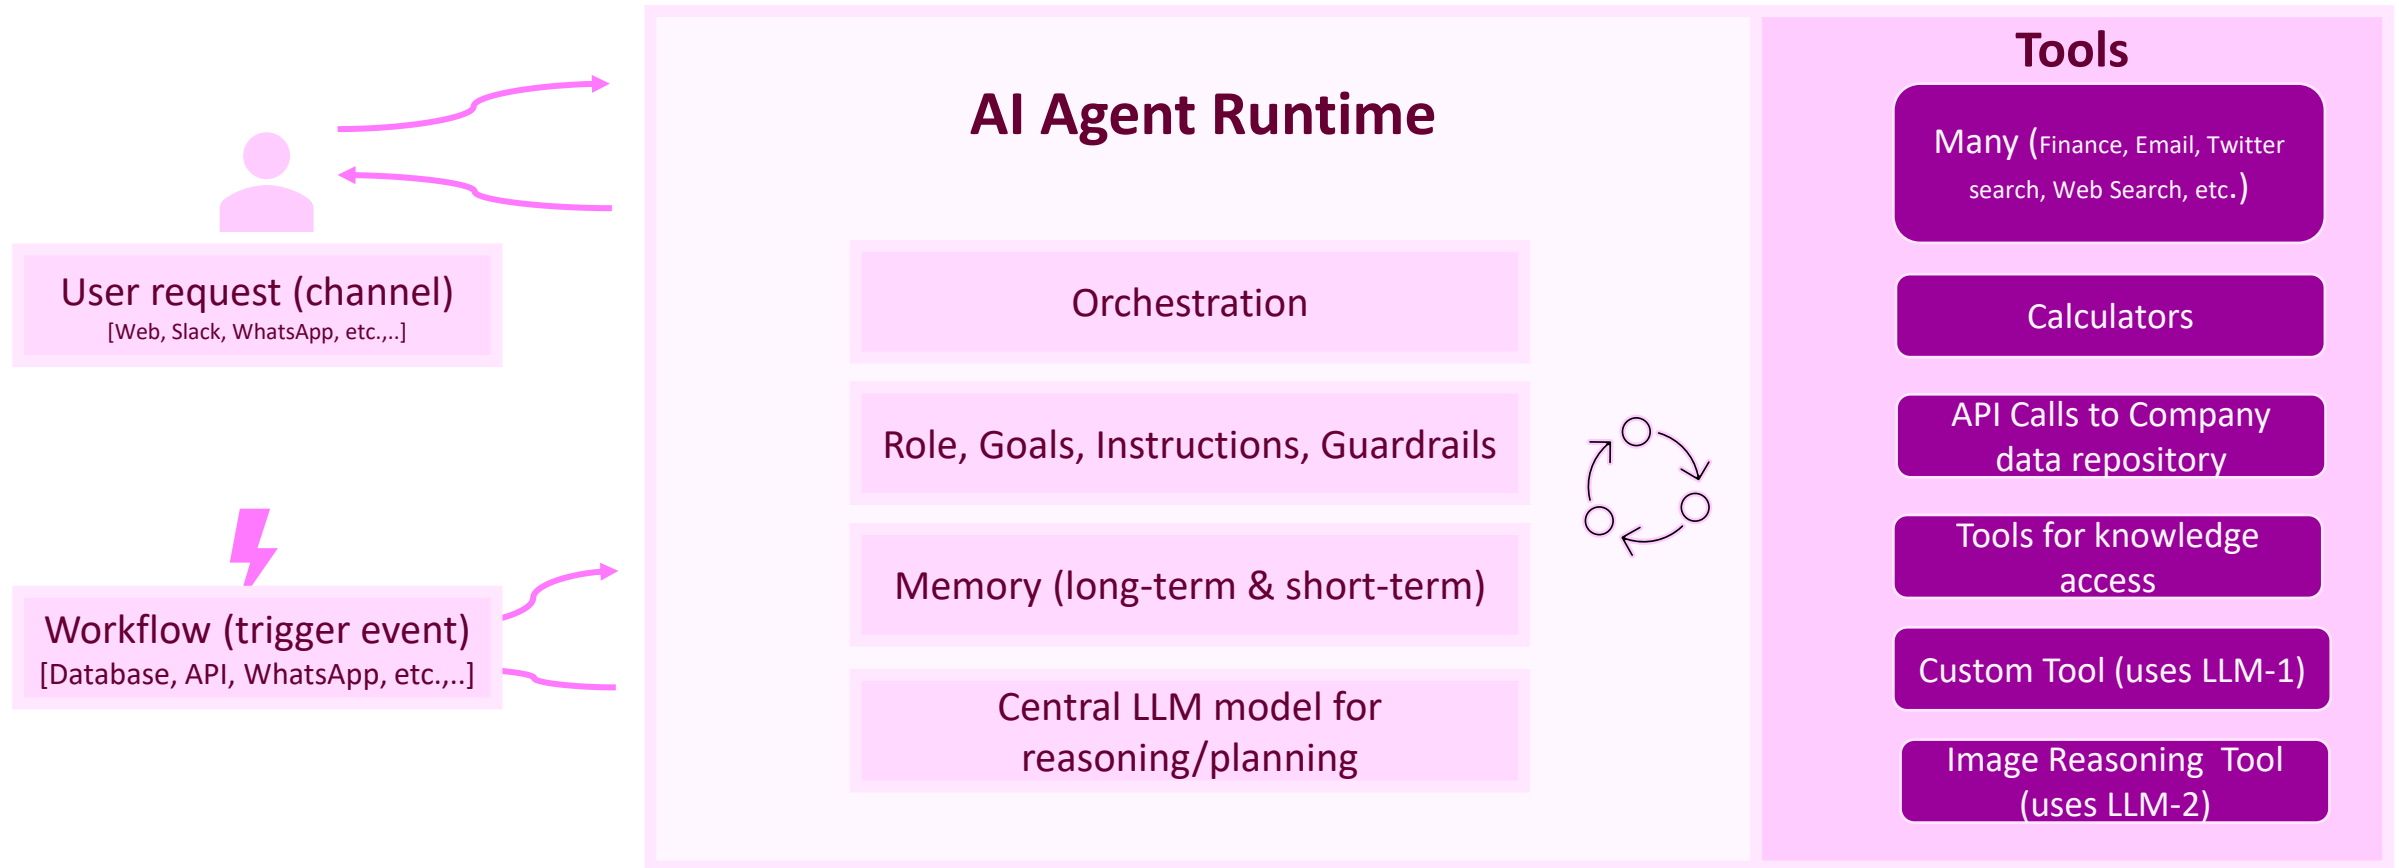 User request (channel)
[Web, Slack, WhatsApp, etc.,..]
Workflow (trigger event)
[Database, API, WhatsApp, etc.,..]
AI Agent Runtime
Orchestration
Role, Goals, Instructions, Guardrails
Memory (long-term & short-term)
Central LLM model for
reasoning/planning
Tools
Many (Finance, Email, Twitter
search, Web Search, etc.)
Calculators
API Calls to Company
data repository
Tools for knowledge
access
Custom Tool (uses LLM-1)
Image Reasoning  Tool
(uses LLM-2)